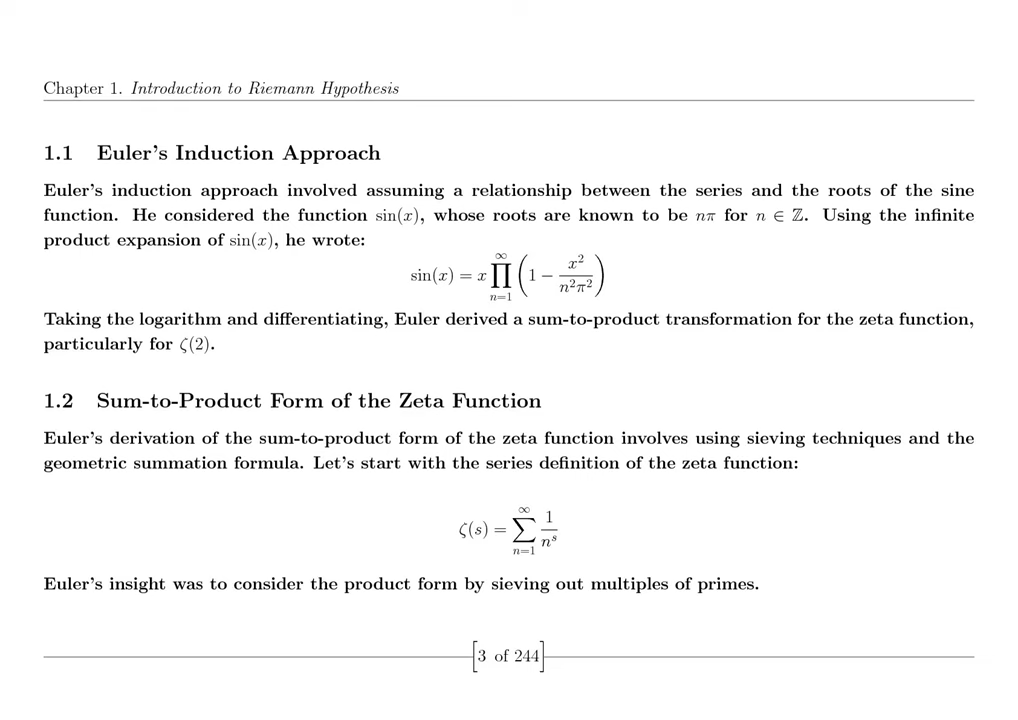 Chapter 1. Introduction to Riemann Hypothesis
1.1 Euler's Induction Approach
Euler's induction approach involved assuming a relationship between the series and the roots of the sine
function. He considered the function sin(x), whose roots are known to be nπ for n ∈ ℤ. Using the infinite
product expansion of sin(x), he wrote:
sin(x) = x ∏_{n=1}^{∞} (1 − x²/(n²π²))
Taking the logarithm and differentiating, Euler derived a sum-to-product transformation for the zeta function,
particularly for ζ(2).
1.2 Sum-to-Product Form of the Zeta Function
Euler's derivation of the sum-to-product form of the zeta function involves using sieving techniques and the
geometric summation formula. Let's start with the series definition of the zeta function:
ζ(s) = ∑_{n=1}^{∞} 1/n^s
Euler's insight was to consider the product form by sieving out multiples of primes.
[3 of 244]